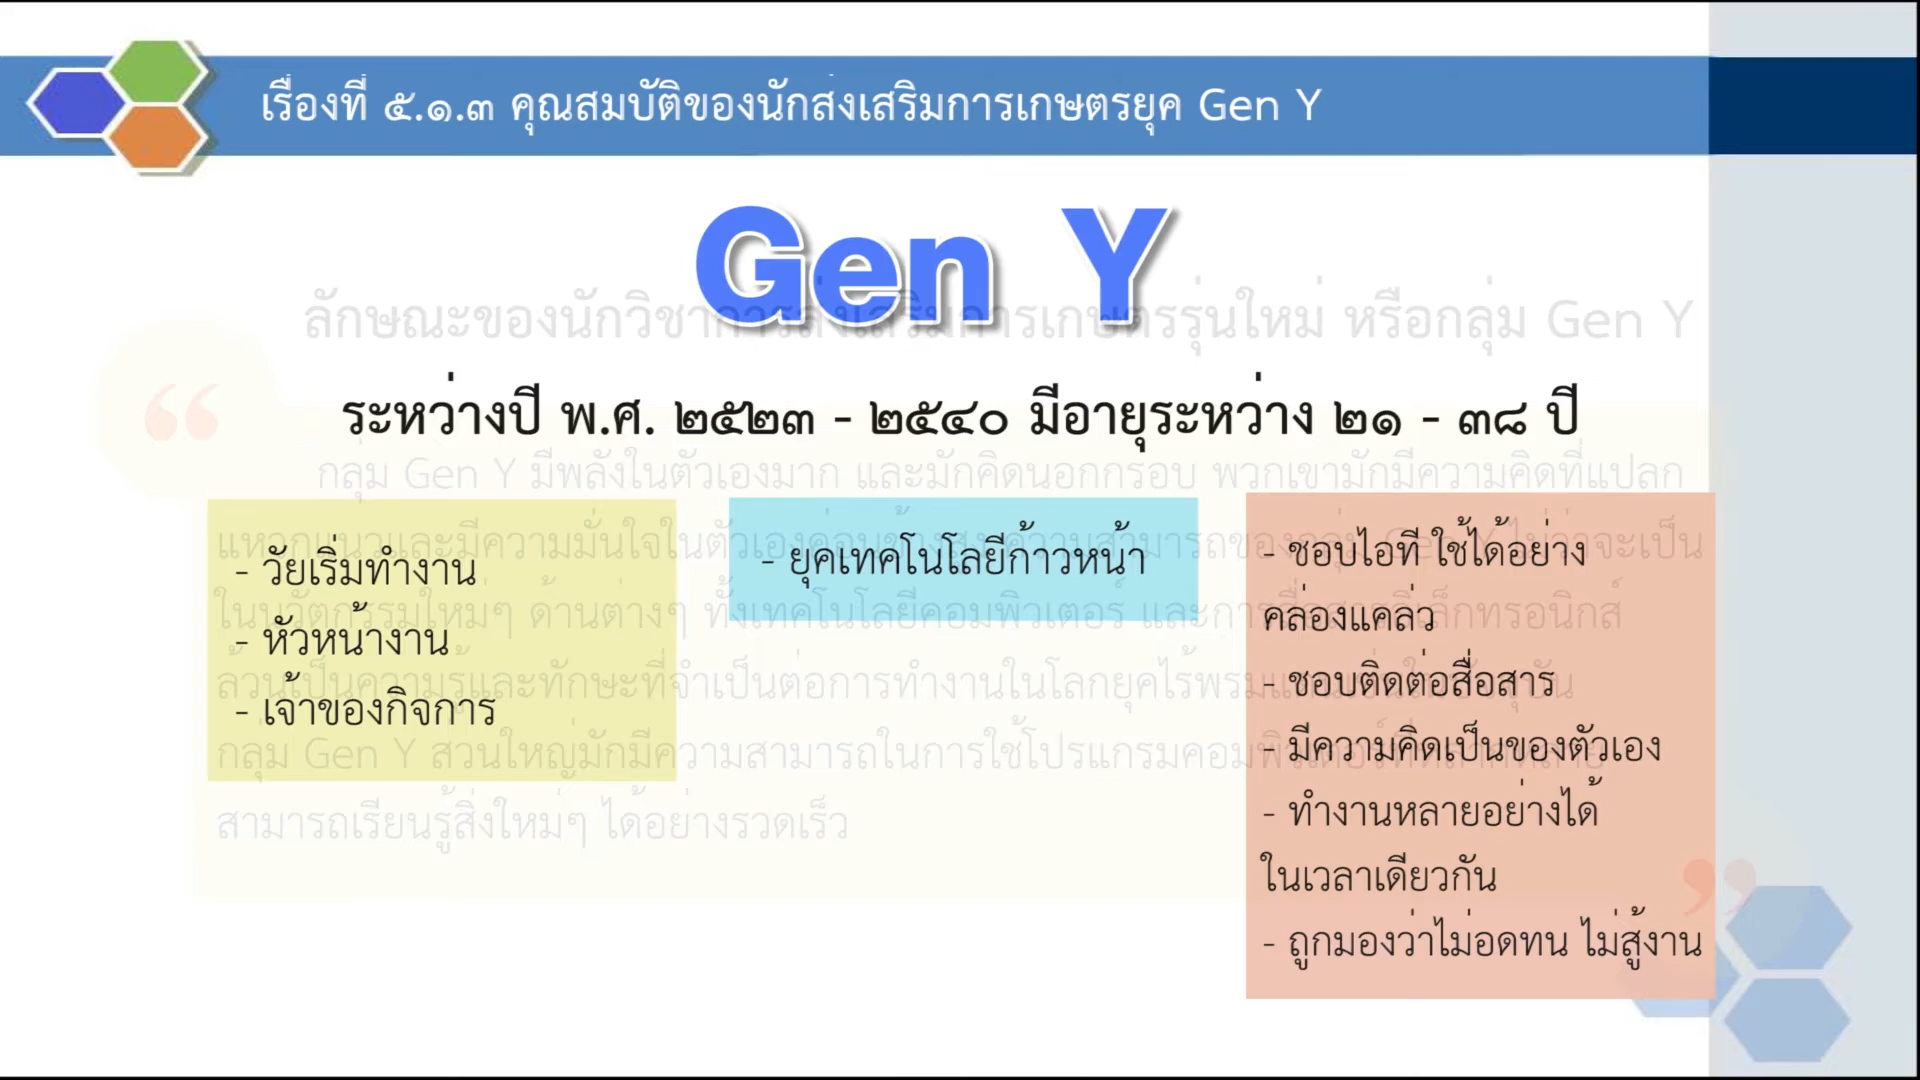 เรื่องที่ ๕.๑.๓ คุณสมบัติของนักส่งเสริมการเกษตรยุค Gen Y
Gen Y
ลักษณะของนักวิชาการส่งเสริมการเกษตรรุ่นใหม่ หรือกลุ่ม Gen Y
ระหว่างปี พ.ศ. ๒๕๒๓ - ๒๕๔๐ มีอายุระหว่าง ๒๑ - ๓๘ ปี
กลุ่ม Gen Y มีพลังในตัวเองมาก และมักคิดนอกกรอบ พวกเขามักมีความคิดที่แปลก
แหวกแนวและมีความมั่นใจในตัวเองค่อนข้างสูง ความสามารถของกลุ่ม Gen Y ไม่ว่าจะเป็น
ในนวัตกรรมใหม่ๆ ด้านต่างๆ ทั้งเทคโนโลยีคอมพิวเตอร์ และการสื่อสารอิเล็กทรอนิกส์
ล้วนเป็นความรู้และทักษะที่จำเป็นต่อการทำงานในโลกยุคไร้พรมแดน
กลุ่ม Gen Y ส่วนใหญ่มักมีความสามารถในการใช้โปรแกรมคอมพิวเตอร์ที่หลากหลาย
สามารถเรียนรู้สิ่งใหม่ๆ ได้อย่างรวดเร็ว
- วัยเริ่มทำงาน
- หัวหน้างาน
- เจ้าของกิจการ
- ยุคเทคโนโลยีก้าวหน้า
- ชอบไอที ใช้ได้อย่าง
คล่องแคล่ว
- ชอบติดต่อสื่อสาร
- มีความคิดเป็นของตัวเอง
- ทำงานหลายอย่างได้
ในเวลาเดียวกัน
- ถูกมองว่าไม่อดทน ไม่สู้งาน